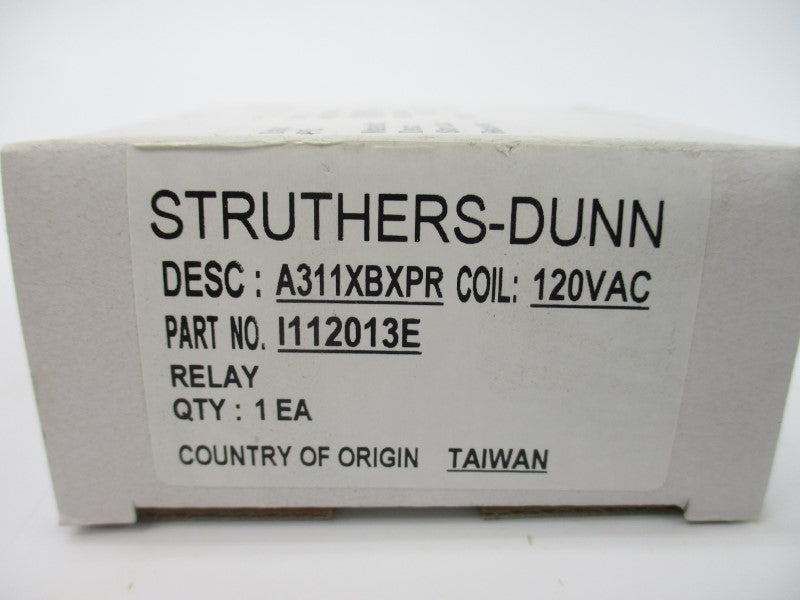 STRUTHERS-DUNN
DESC : A311XBXPR COIL: 120VAC
PART NO. I112013E
RELAY
QTY : 1 EA
COUNTRY OF ORIGIN TAIWAN